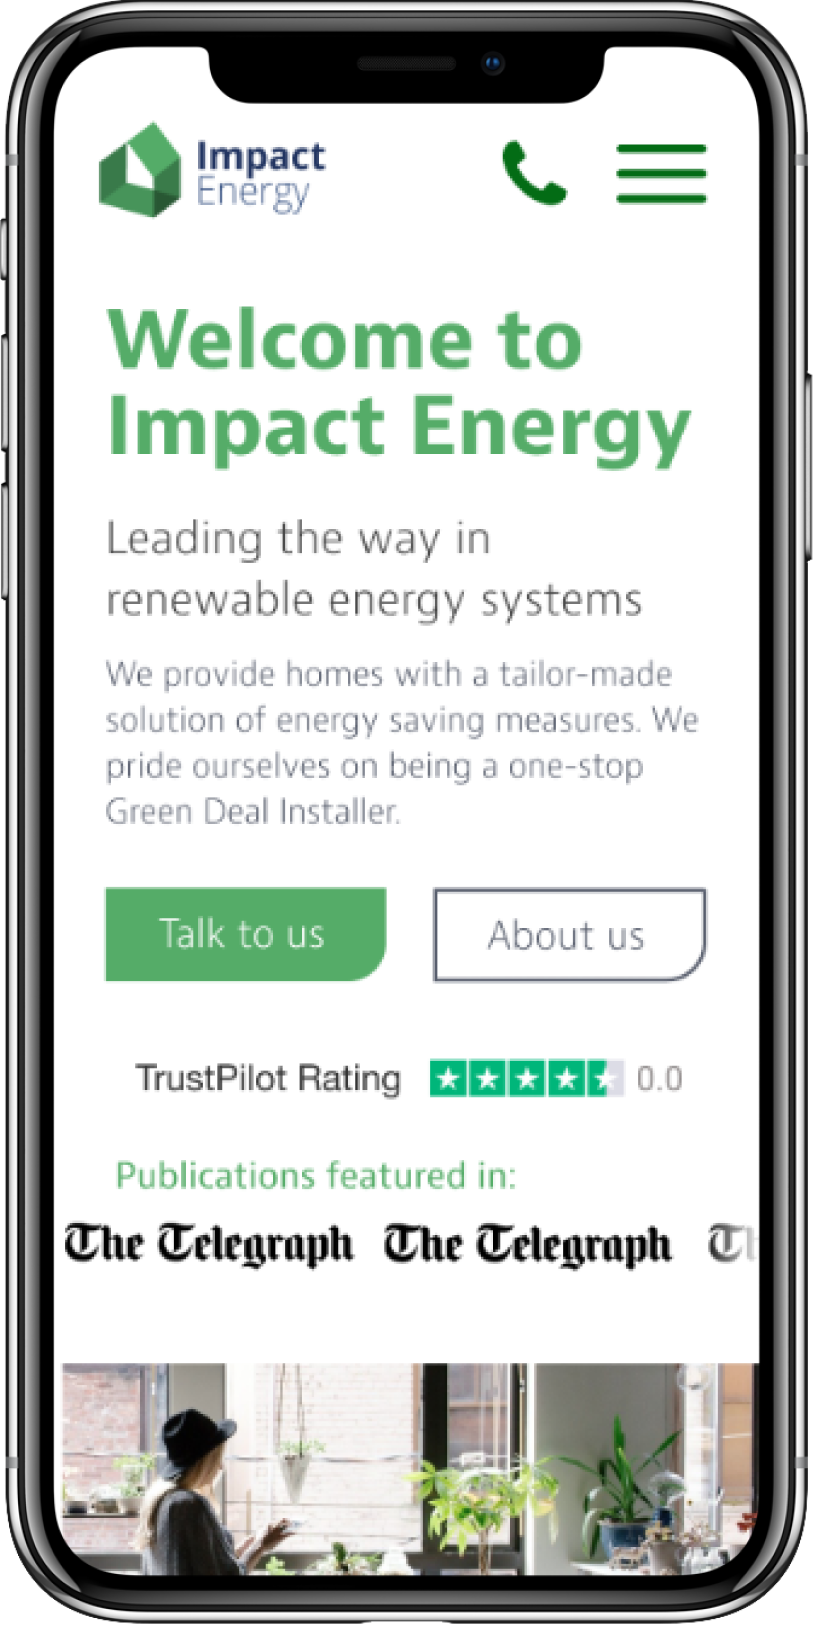 Impact
Energy
Welcome to
Impact Energy
Leading the way in
renewable energy systems
We provide homes with a tailor-made
solution of energy saving measures. We
pride ourselves on being a one-stop
Green Deal Installer.
Talk to us
About us
TrustPilot Rating 0.0
Publications featured in:
The Telegraph The Telegraph Th